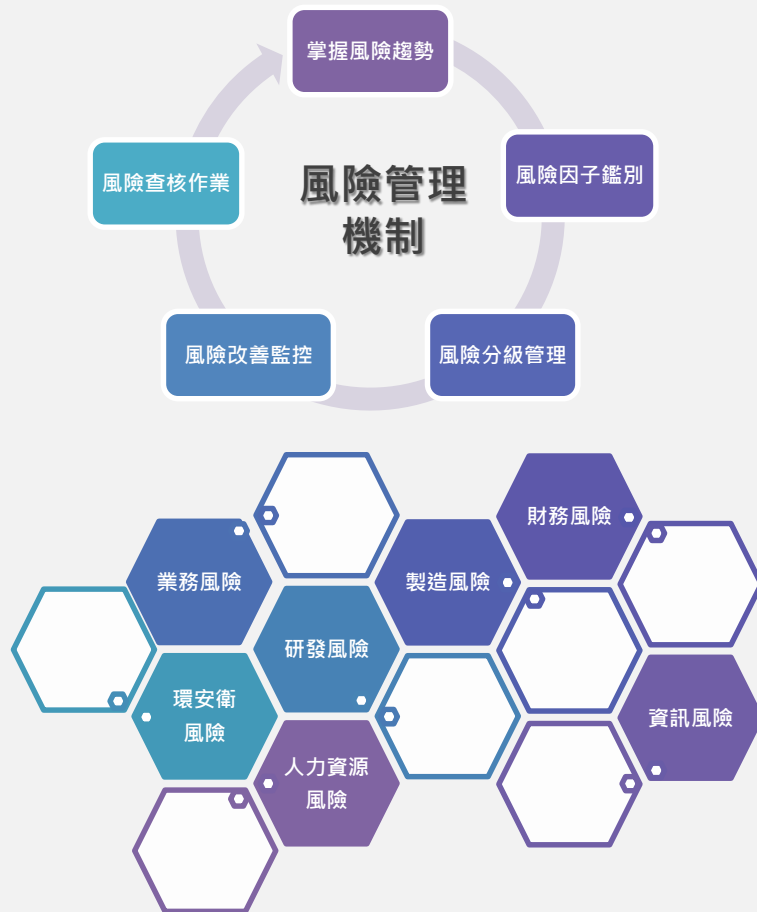 掌握風險趨勢
風險查核作業
風險管理
機制
風險因子鑑別
風險改善監控
風險分級管理
財務風險
業務風險
製造風險
研發風險
環安衛
風險
資訊風險
人力資源
風險